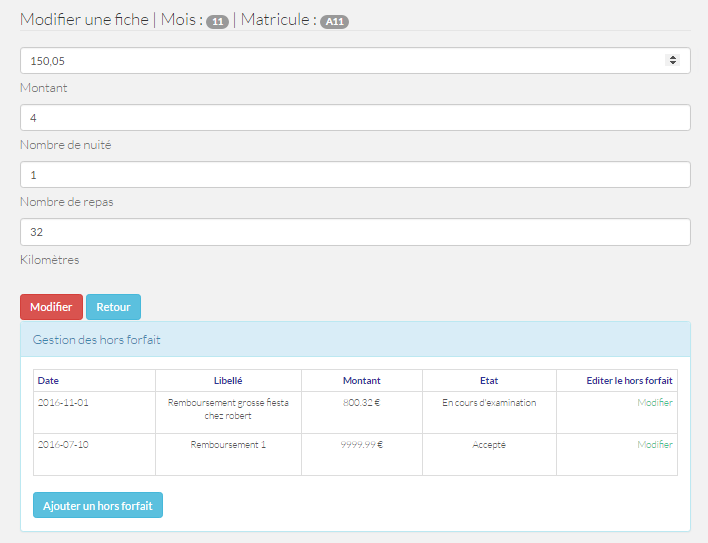 Modifier une fiche | Mois : 11 | Matricule : A11
150,05
Montant
4
Nombre de nuité
1
Nombre de repas
32
Kilomètres
Modifier Retour
Gestion des hors forfait
Date Libellé Montant Etat Editer le hors forfait
2016-11-01 Remboursement grosse fiesta 800.32 € En cours d'examination Modifier
chez robert
2016-07-10 Remboursement 1 9999.99 € Accepté Modifier
Ajouter un hors forfait